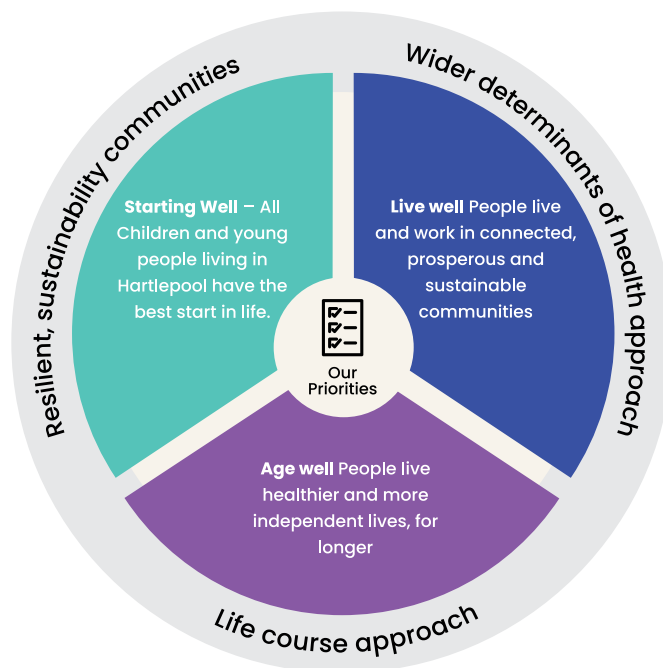 Resilient, sustainability communities
Wider determinants of health approach
Starting Well – All
Children and young
people living in
Hartlepool have the
best start in life.
Live well People live
and work in connected,
prosperous and
sustainable
communities
Our
Priorities
Age well People live
healthier and more
independent lives, for
longer
Life course approach